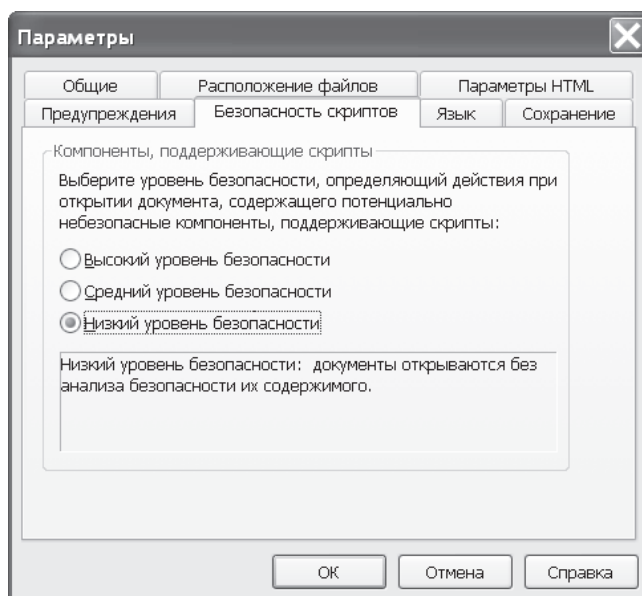 Параметры
Общие Расположение файлов Параметры HTML
Предупреждения Безопасность скриптов Язык Сохранение
Компоненты, поддерживающие скрипты
Выберите уровень безопасности, определяющий действия при
открытии документа, содержащего потенциально
небезопасные компоненты, поддерживающие скрипты:
Высокий уровень безопасности
Средний уровень безопасности
Низкий уровень безопасности
Низкий уровень безопасности: документы открываются без
анализа безопасности их содержимого.
ОК Отмена Справка